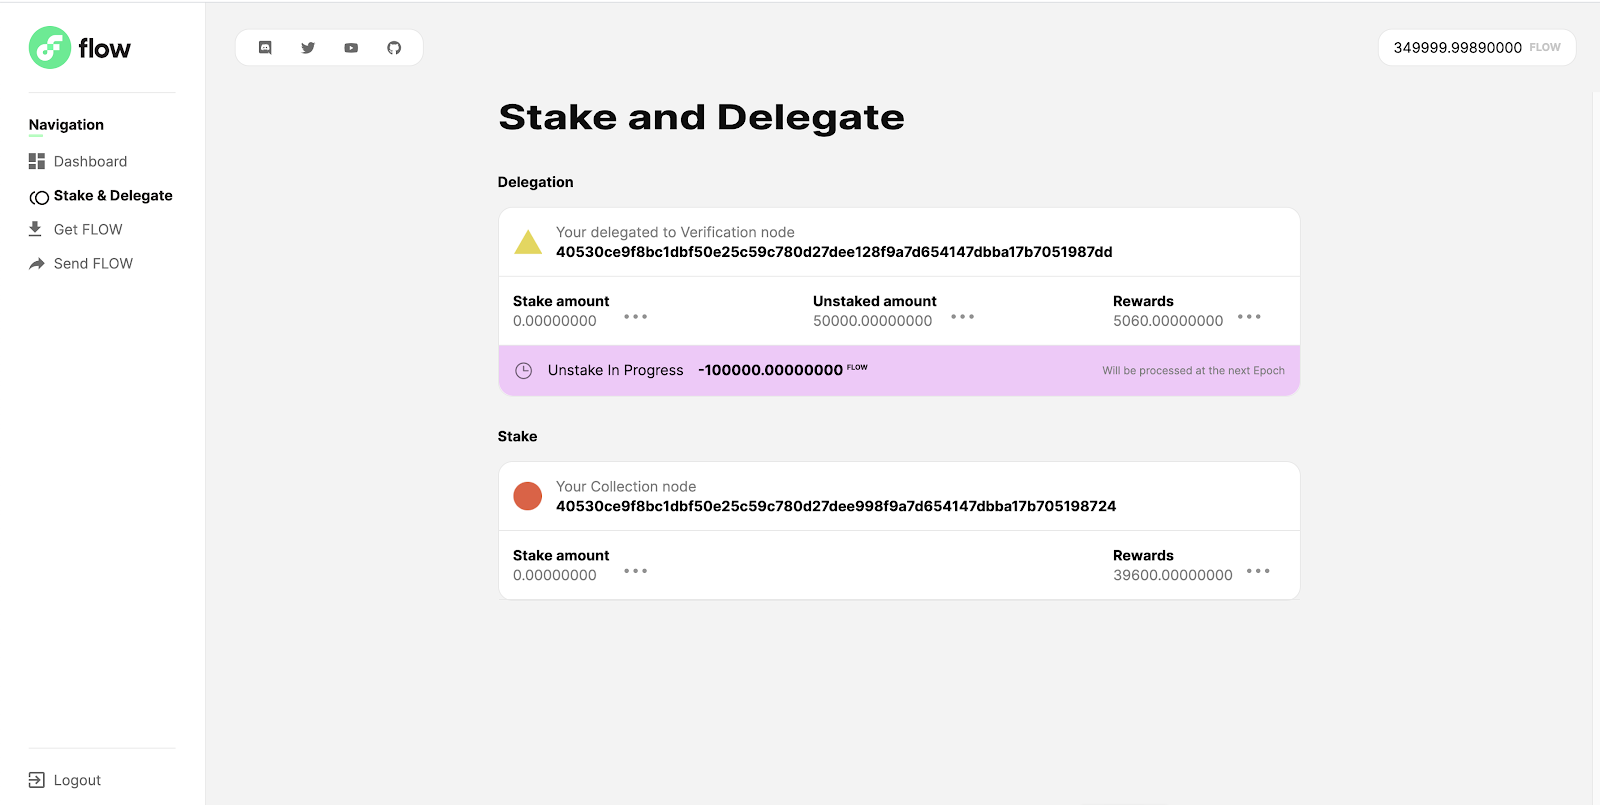 flow
349999.99890000 FLOW
Navigation
Dashboard
Stake & Delegate
Get FLOW
Send FLOW
Logout
Stake and Delegate
Delegation
Your delegated to Verification node
40530ce9f8bc1dbf50e25c59c780d27dee128f9a7d654147dbba17b7051987dd
Stake amount
0.00000000
Unstaked amount
50000.00000000
Rewards
5060.00000000
Unstake In Progress -100000.00000000 FLOW
Will be processed at the next Epoch
Stake
Your Collection node
40530ce9f8bc1dbf50e25c59c780d27dee998f9a7d654147dbba17b705198724
Stake amount
0.00000000
Rewards
39600.00000000